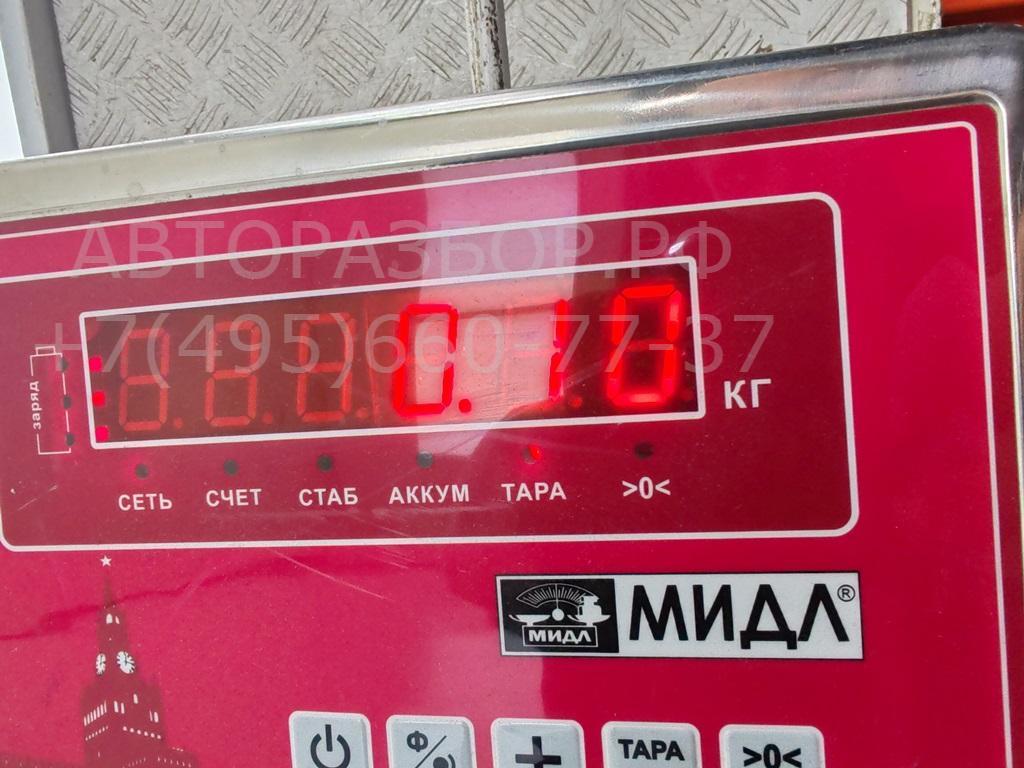 АВТОРАЗБОР.РФ
+7(495)660-77-37
0.10
КГ
заряд
СЕТЬ СЧЕТ СТАБ АККУМ ТАРА >0<
МИДЛ МИДЛ®
Ф + ТАРА >0<